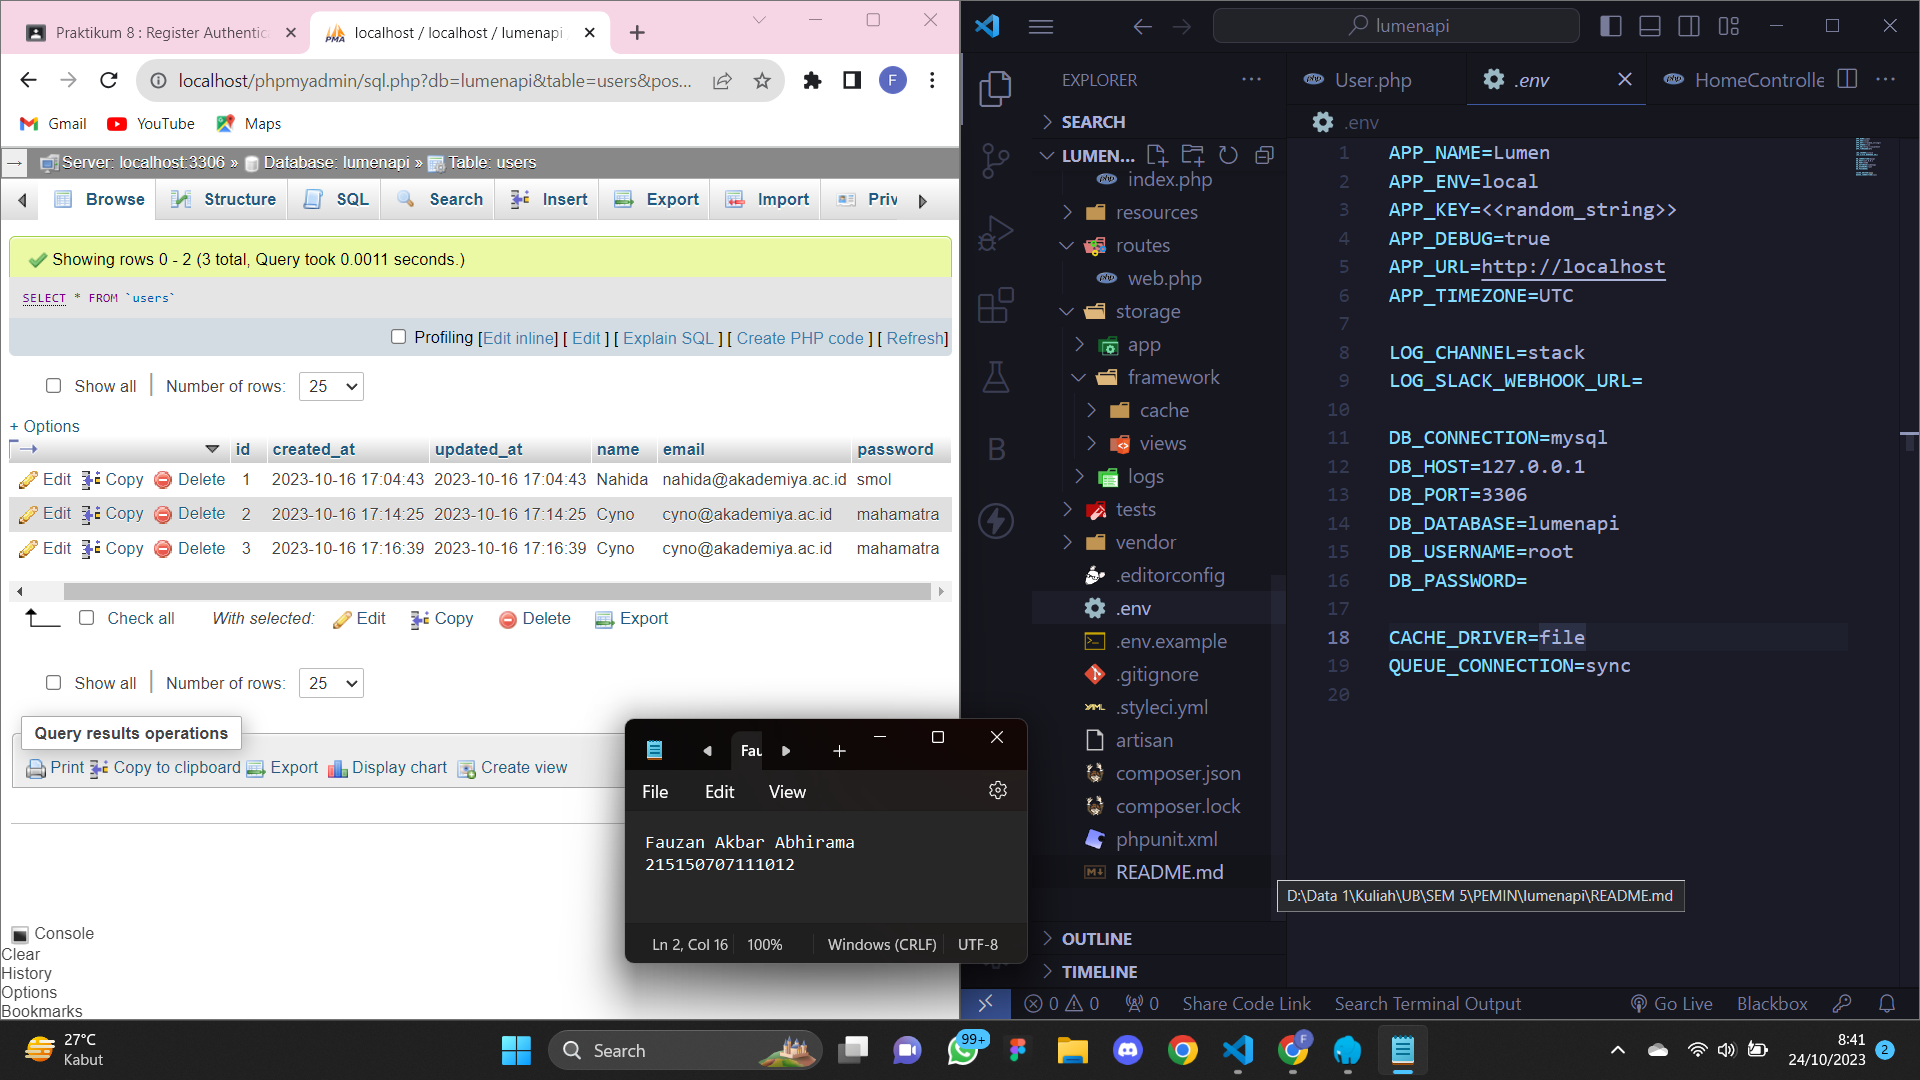 Praktikum 8 : Register Authentic
localhost / localhost / lumenapi
localhost/phpmyadmin/sql.php?db=lumenapi&table=users&pos...
F
Gmail
YouTube
Maps
Server: localhost:3306 » Database: lumenapi » Table: users
Browse
Structure
SQL
Search
Insert
Export
Import
Priv
Showing rows 0 - 2 (3 total, Query took 0.0011 seconds.)
SELECT * FROM `users`
Profiling [Edit inline] [ Edit ] [ Explain SQL ] [ Create PHP code ] [ Refresh]
Show all | Number of rows: 25
+ Options
id created_at updated_at name email password
Edit Copy Delete 1 2023-10-16 17:04:43 2023-10-16 17:04:43 Nahida nahida@akademiya.ac.id smol
Edit Copy Delete 2 2023-10-16 17:14:25 2023-10-16 17:14:25 Cyno cyno@akademiya.ac.id mahamatra
Edit Copy Delete 3 2023-10-16 17:16:39 2023-10-16 17:16:39 Cyno cyno@akademiya.ac.id mahamatra
Check all With selected: Edit Copy Delete Export
Show all | Number of rows: 25
Query results operations
Print Copy to clipboard Export Display chart Create view
Console
Clear
History
Options
Bookmarks
Fau
File Edit View
Fauzan Akbar Abhirama
215150707111012
Ln 2, Col 16 100% Windows (CRLF) UTF-8
lumenapi
EXPLORER
SEARCH
LUMEN...
index.php
resources
routes
web.php
storage
app
framework
cache
views
logs
tests
vendor
.editorconfig
.env
.env.example
.gitignore
.styleci.yml
artisan
composer.json
composer.lock
phpunit.xml
README.md
OUTLINE
TIMELINE
User.php
.env
HomeControlle
.env
1 APP_NAME=Lumen
2 APP_ENV=local
3 APP_KEY=<<random_string>>
4 APP_DEBUG=true
5 APP_URL=http://localhost
6 APP_TIMEZONE=UTC
7
8 LOG_CHANNEL=stack
9 LOG_SLACK_WEBHOOK_URL=
10
11 DB_CONNECTION=mysql
12 DB_HOST=127.0.0.1
13 DB_PORT=3306
14 DB_DATABASE=lumenapi
15 DB_USERNAME=root
16 DB_PASSWORD=
17
18 CACHE_DRIVER=file
19 QUEUE_CONNECTION=sync
20
D:\Data 1\Kuliah\UB\SEM 5\PEMIN\lumenapi\README.md
0 0 0 Share Code Link Search Terminal Output Go Live Blackbox
27°C
Kabut
Search
99+
F
8:41
24/10/2023
2